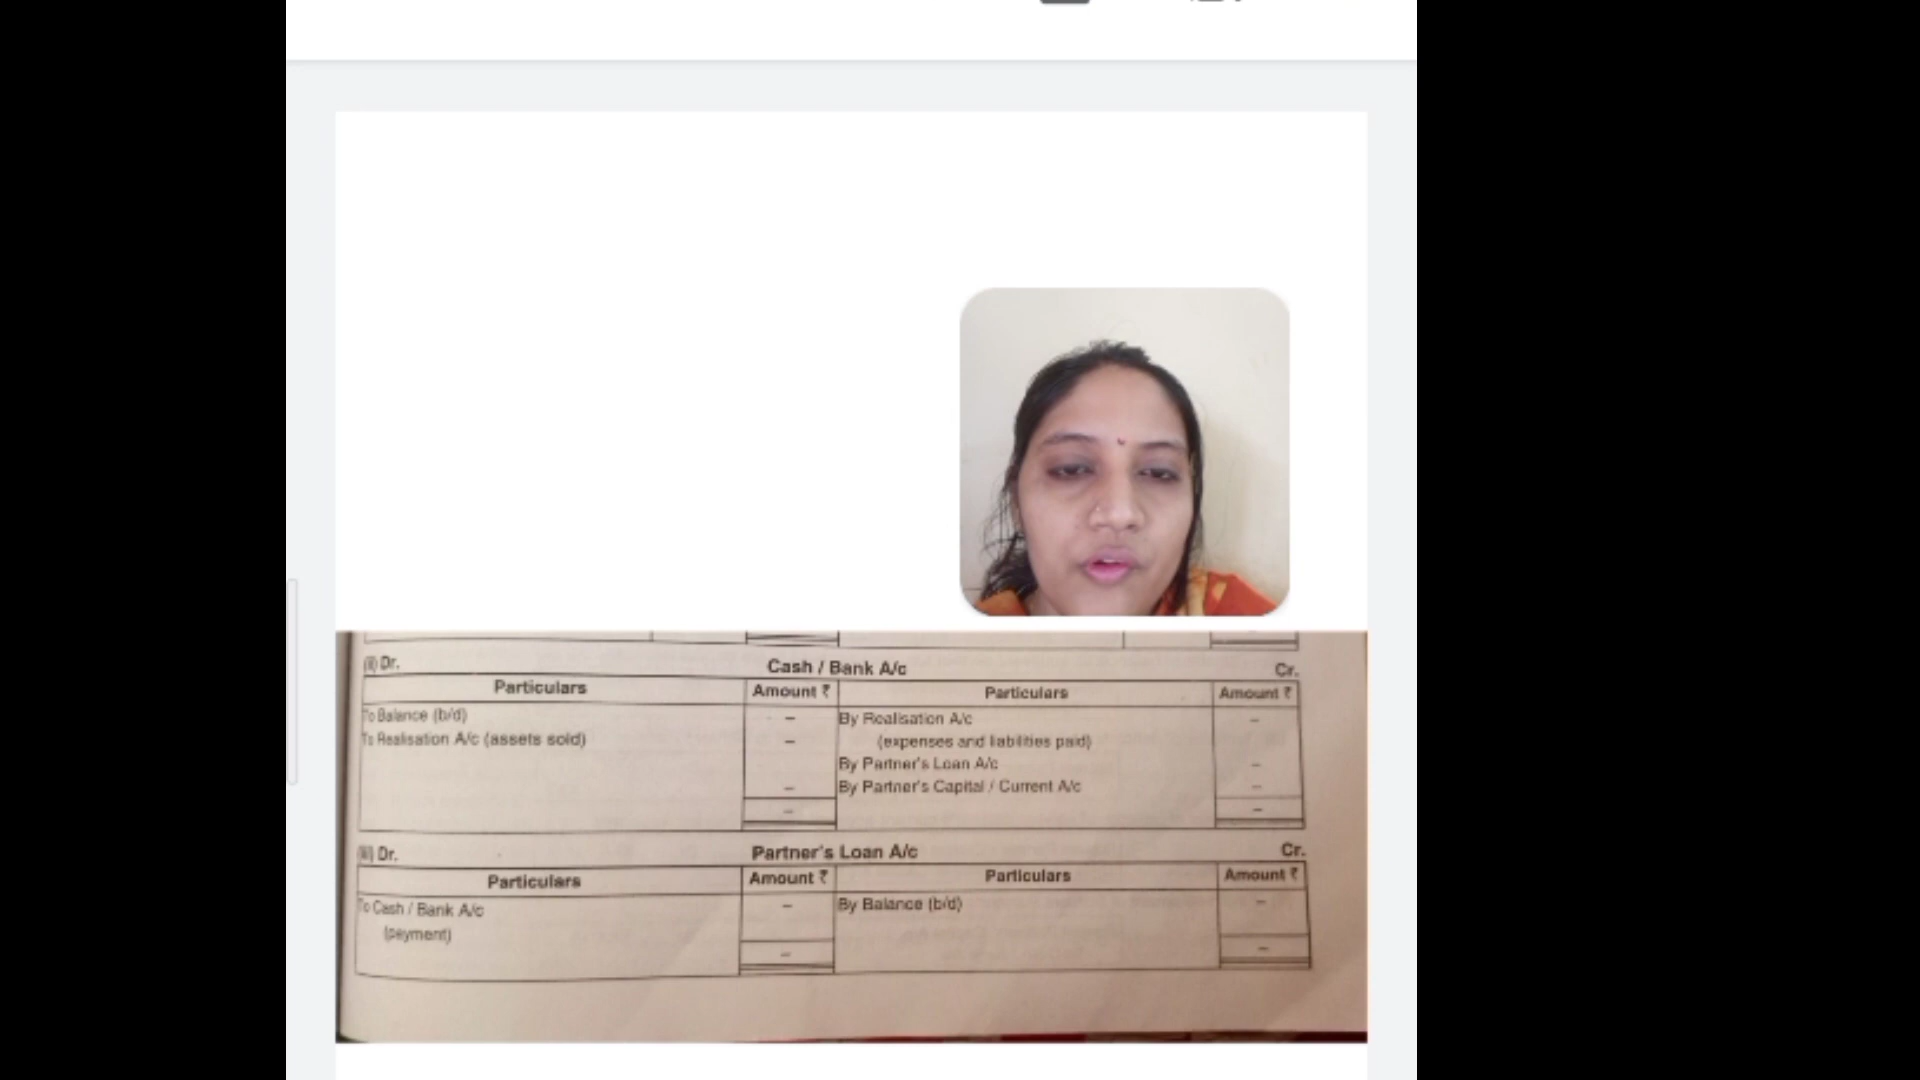 (ii) Dr. Cash / Bank A/c Cr.
Particulars Amount ₹ Particulars Amount ₹
To Balance (b/d) – By Realisation A/c –
To Realisation A/c (assets sold) – (expenses and liabilities paid)
By Partner's Loan A/c –
– By Partner's Capital / Current A/c –
– –
(iii) Dr. Partner's Loan A/c Cr.
Particulars Amount ₹ Particulars Amount ₹
To Cash / Bank A/c – By Balance (b/d) –
(payment)
– –